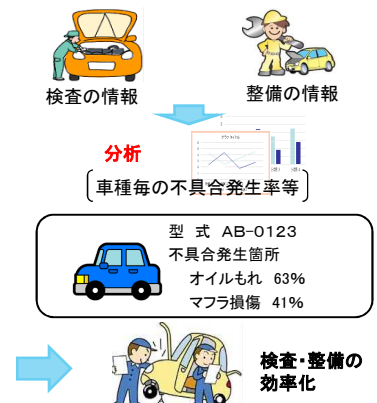 検査の情報
整備の情報
分析
車種毎の不具合発生率等
型 式 AB-0123
不具合発生箇所
オイルもれ 63%
マフラ損傷 41%
検査・整備の
効率化